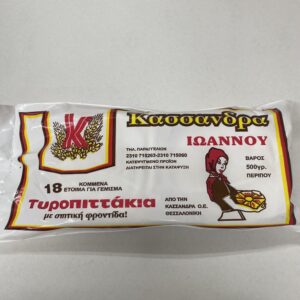 K
Κασσανδρα
ΙΩΑΝΝΟΥ
ΤΗΛ. ΠΑΡΑΓΓΕΛΙΩΝ
2310 715263-2310 715060
ΚΑΤΕΨΥΓΜΕΝΟ ΠΡΟΪΟΝ
ΔΙΑΤΗΡΕΙΤΑΙ ΣΤΗΝ ΚΑΤΑΨΥΞΗ
ΒΑΡΟΣ
500γρ.
ΠΕΡΙΠΟΥ
18 ΚΟΜΜΕΝΑ
ΕΤΟΙΜΑ ΓΙΑ ΓΕΜΙΣΜΑ
Τυροπιττάκια
με σπιτική φροντίδα!
ΑΠΟ ΤΗΝ
ΚΑΣΣΑΝΔΡΑ Ο.Ε.
ΘΕΣΣΑΛΟΝΙΚΗ